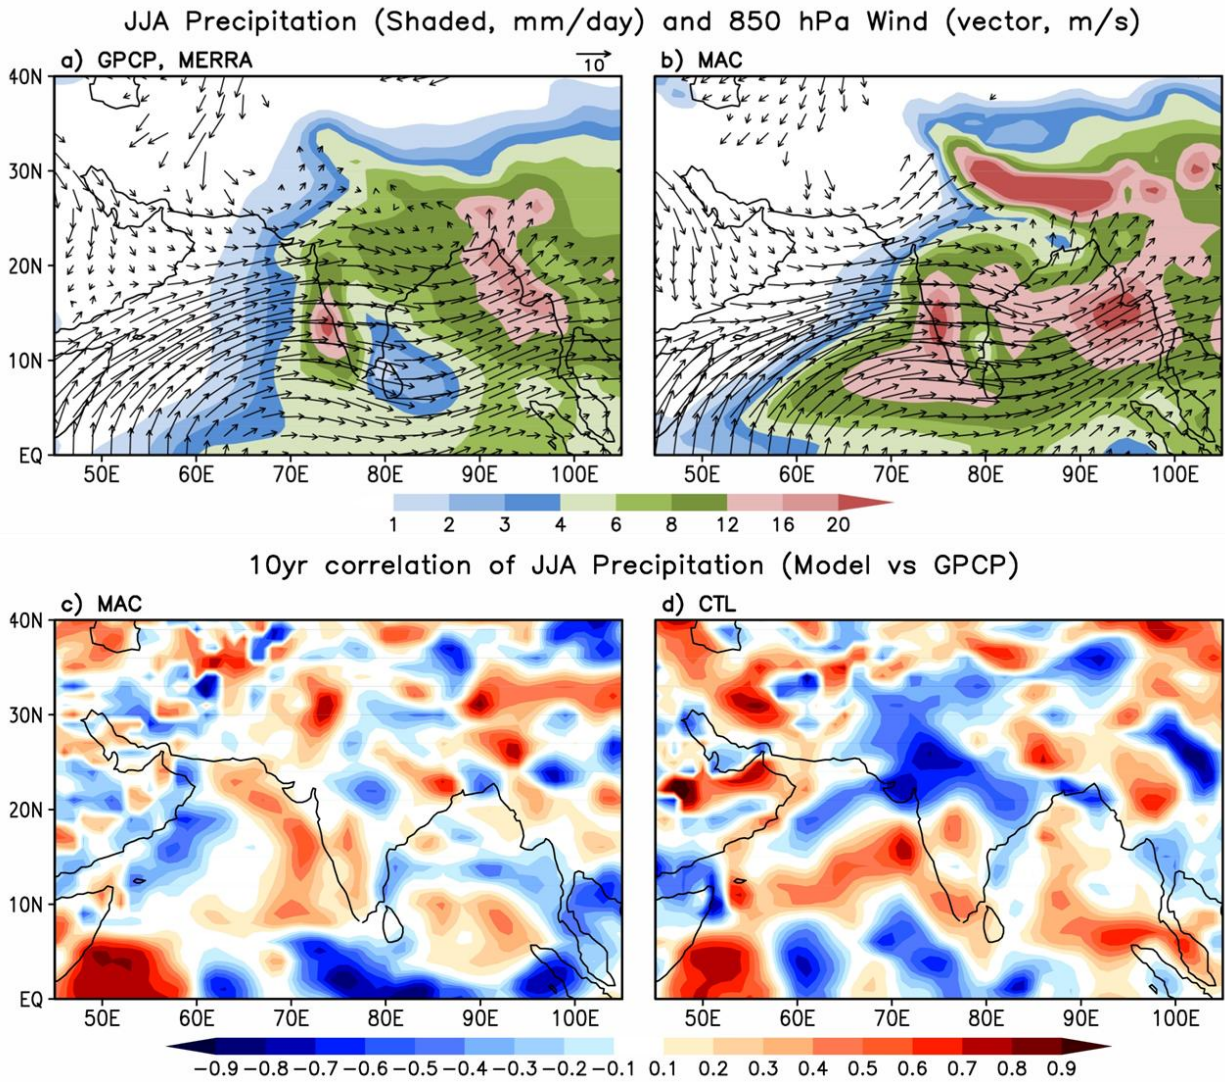 JJA Precipitation (Shaded, mm/day) and 850 hPa Wind (vector, m/s)
a) GPCP, MERRA
10
b) MAC
40N
30N
20N
10N
EQ
50E 60E 70E 80E 90E 100E
50E 60E 70E 80E 90E 100E
1 2 3 4 6 8 12 16 20
10yr correlation of JJA Precipitation (Model vs GPCP)
c) MAC
d) CTL
40N
30N
20N
10N
EQ
50E 60E 70E 80E 90E 100E
50E 60E 70E 80E 90E 100E
-0.9 -0.8 -0.7 -0.6 -0.5 -0.4 -0.3 -0.2 -0.1 0.1 0.2 0.3 0.4 0.5 0.6 0.7 0.8 0.9